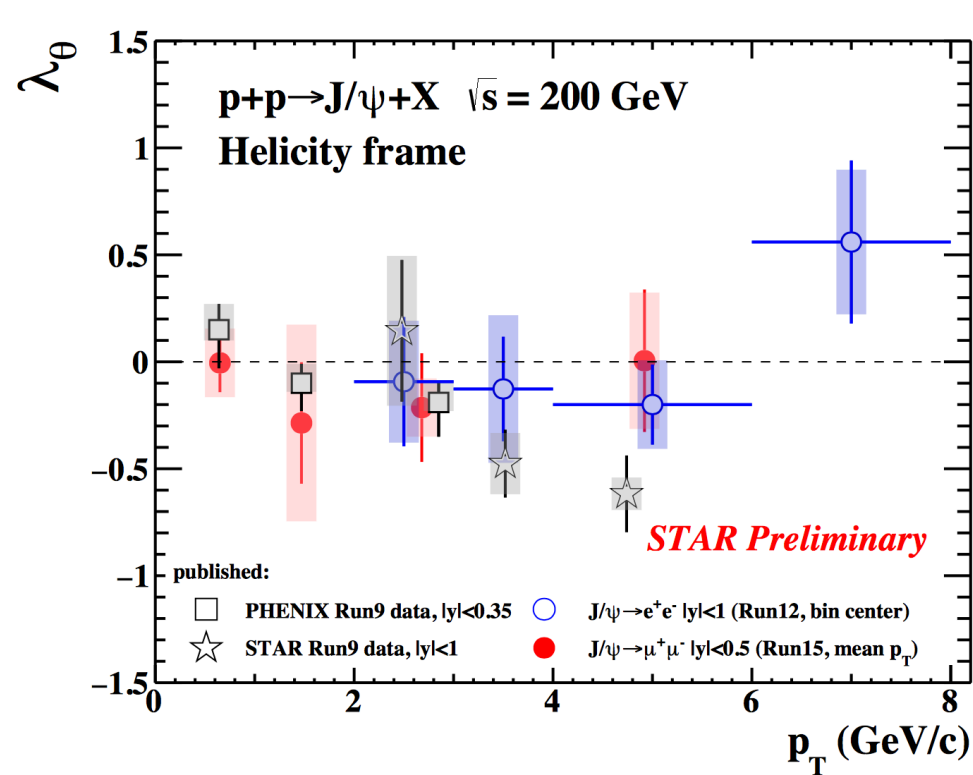 λθ
p+p→J/ψ+X √s = 200 GeV
Helicity frame
1.5
1
0.5
0
−0.5
−1
−1.5
STAR Preliminary
published:
PHENIX Run9 data, |y|<0.35
STAR Run9 data, |y|<1
J/ψ→e⁺e⁻ |y|<1 (Run12, bin center)
J/ψ→μ⁺μ⁻ |y|<0.5 (Run15, mean p_T)
0 2 4 6 8
p_T (GeV/c)